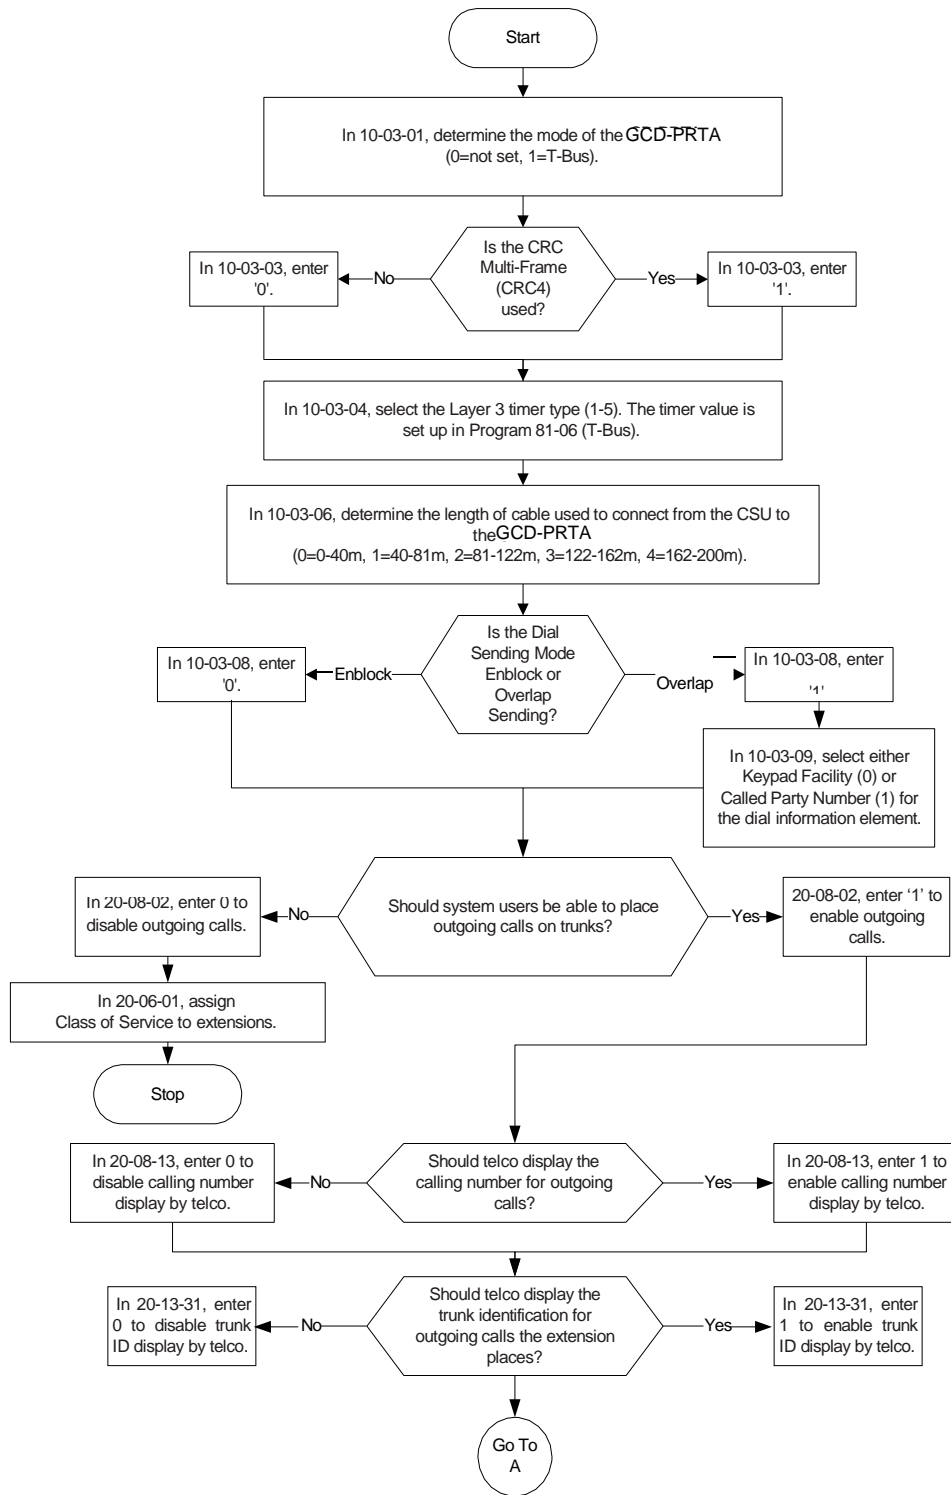 Start
In 10-03-01, determine the mode of the GCD-PRTA
(0=not set, 1=T-Bus).
Is the CRC
Multi-Frame
(CRC4)
used?
No
Yes
In 10-03-03, enter
'0'.
In 10-03-03, enter
'1'.
In 10-03-04, select the Layer 3 timer type (1-5). The timer value is
set up in Program 81-06 (T-Bus).
In 10-03-06, determine the length of cable used to connect from the CSU to
theGCD-PRTA
(0=0-40m, 1=40-81m, 2=81-122m, 3=122-162m, 4=162-200m).
Is the Dial
Sending Mode
Enblock or
Overlap
Sending?
Enblock
Overlap
In 10-03-08, enter
'0'.
In 10-03-08, enter
'1'
In 10-03-09, select either
Keypad Facility (0) or
Called Party Number (1) for
the dial information element.
Should system users be able to place
outgoing calls on trunks?
No
Yes
In 20-08-02, enter 0 to
disable outgoing calls.
20-08-02, enter ‘1’ to
enable outgoing
calls.
In 20-06-01, assign
Class of Service to extensions.
Stop
Should telco display the
calling number for outgoing
calls?
No
Yes
In 20-08-13, enter 0 to
disable calling number
display by telco.
In 20-08-13, enter 1 to
enable calling number
display by telco.
Should telco display the
trunk identification for
outgoing calls the extension
places?
No
Yes
In 20-13-31, enter
0 to disable trunk
ID display by telco.
In 20-13-31, enter
1 to enable trunk
ID display by telco.
Go To
A